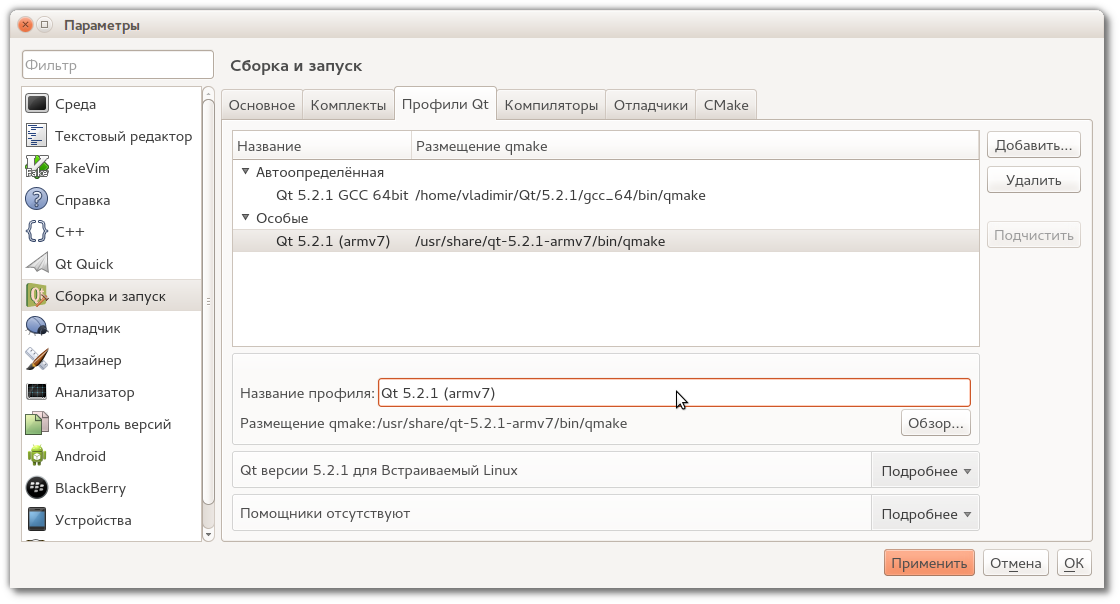 Параметры
Фильтр
Среда
Текстовый редактор
FakeVim
Справка
C++
Qt Quick
Сборка и запуск
Отладчик
Дизайнер
Анализатор
Контроль версий
Android
BlackBerry
Устройства
Сборка и запуск
Основное Комплекты Профили Qt Компиляторы Отладчики CMake
Название Размещение qmake
Автоопределённая
Qt 5.2.1 GCC 64bit /home/vladimir/Qt/5.2.1/gcc_64/bin/qmake
Особые
Qt 5.2.1 (armv7) /usr/share/qt-5.2.1-armv7/bin/qmake
Добавить...
Удалить
Подчистить
Название профиля: Qt 5.2.1 (armv7)
Размещение qmake:/usr/share/qt-5.2.1-armv7/bin/qmake Обзор...
Qt версии 5.2.1 для Встраиваемый Linux Подробнее
Помощники отсутствуют Подробнее
Применить Отмена OK